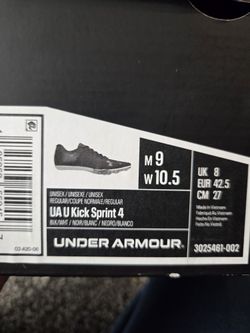 M 9
W 10.5
UK 8
EUR 42.5
CM 27
UNISEX / UNISEXE / UNISEX
REGULAR/COUPE NORMALE/REGULAR
UA U Kick Sprint 4
BLK/WHT / NOIR/BLANC / NEGRO/BLANCO
Made in Vietnam
Fabriqué Au Vietnam
Hecho en Vietnam
UNDER ARMOUR.
3025461-002